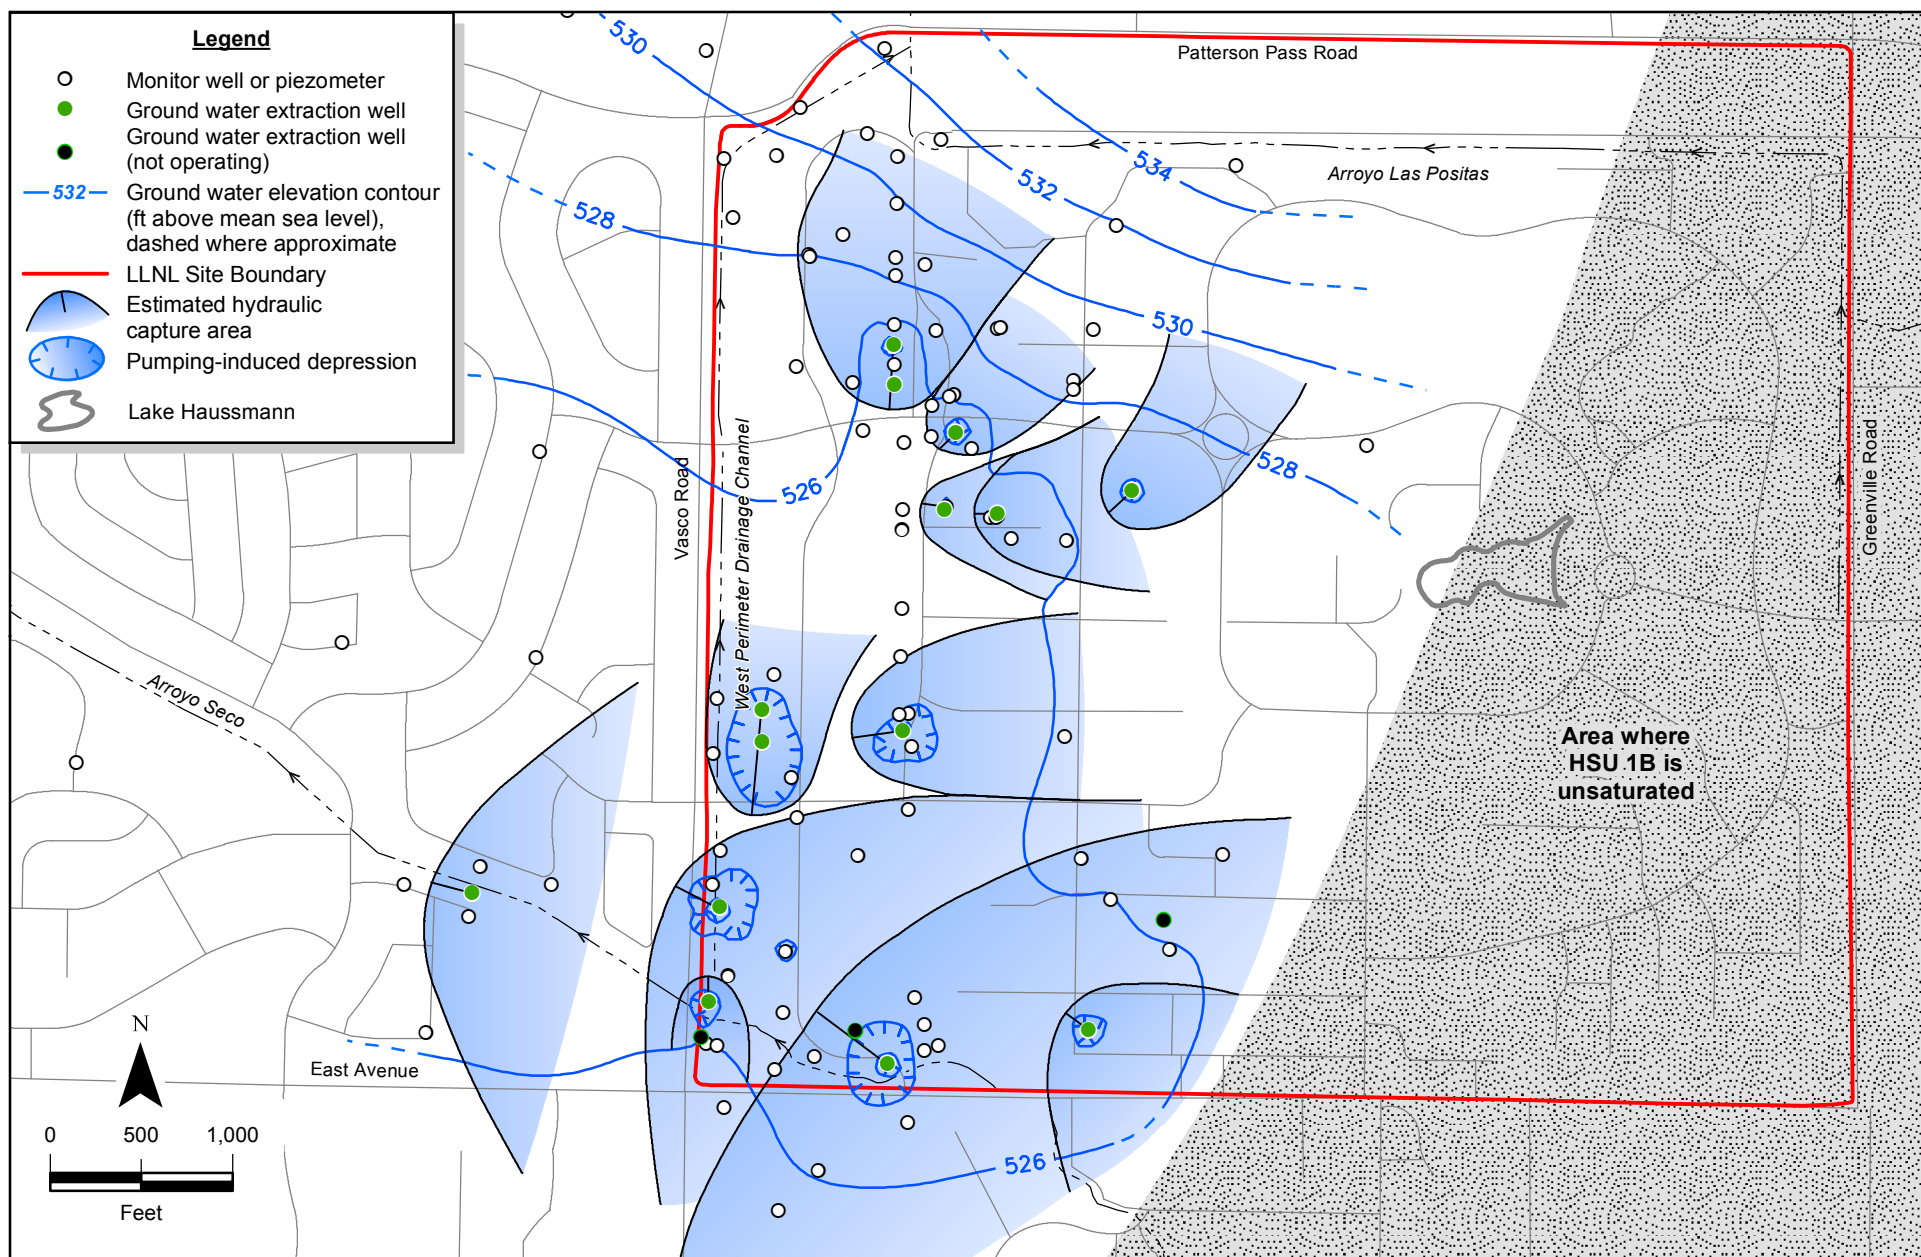 Legend
Monitor well or piezometer
Ground water extraction well
Ground water extraction well
(not operating)
532
Ground water elevation contour
(ft above mean sea level),
dashed where approximate
LLNL Site Boundary
Estimated hydraulic
capture area
Pumping-induced depression
Lake Haussmann
530
Patterson Pass Road
534
532
Arroyo Las Positas
528
530
528
526
Vasco Road
West Perimeter Drainage Channel
Greenville Road
Arroyo Seco
Area where
HSU 1B is
unsaturated
N
East Avenue
0 500 1,000
Feet
526